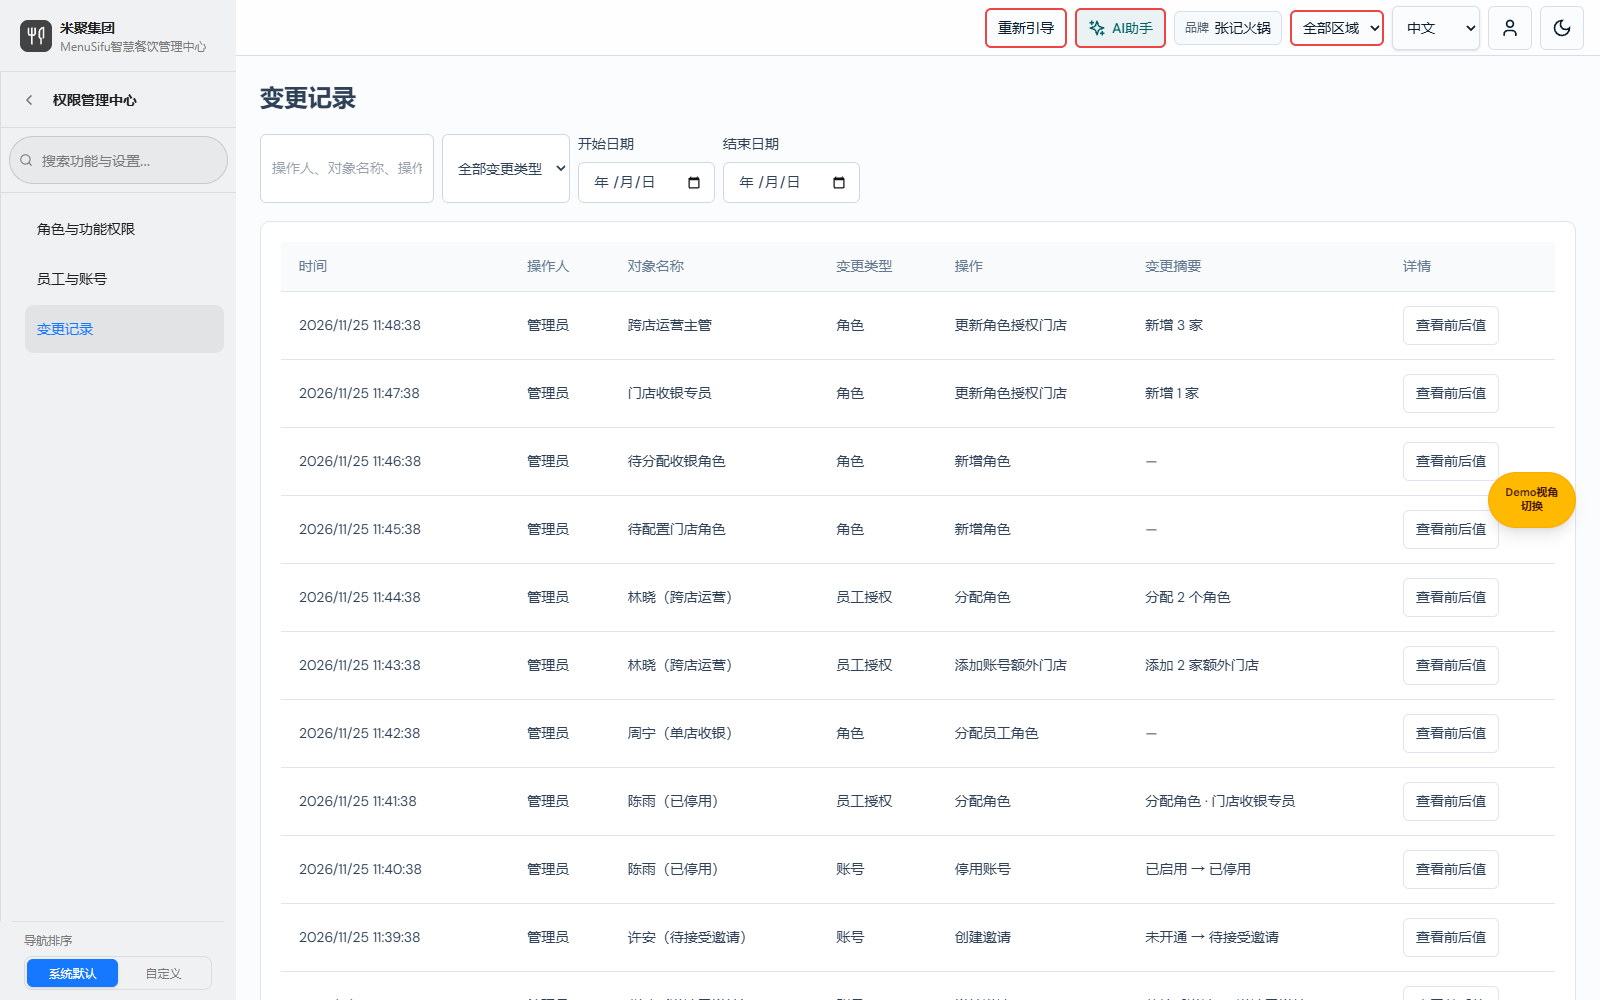 米聚集团
MenuSifu智慧餐饮管理中心
重新引导
AI助手
品牌 张记火锅
全部区域
中文
权限管理中心
搜索功能与设置...
角色与功能权限
员工与账号
变更记录
变更记录
开始日期
结束日期
操作人、对象名称、操作
全部变更类型
年 /月/日
年 /月/日
时间 操作人 对象名称 变更类型 操作 变更摘要 详情
2026/11/25 11:48:38 管理员 跨店运营主管 角色 更新角色授权门店 新增 3 家 查看前后值
2026/11/25 11:47:38 管理员 门店收银专员 角色 更新角色授权门店 新增 1 家 查看前后值
2026/11/25 11:46:38 管理员 待分配收银角色 角色 新增角色 — 查看前后值
2026/11/25 11:45:38 管理员 待配置门店角色 角色 新增角色 — 查看前后值
2026/11/25 11:44:38 管理员 林晓（跨店运营） 员工授权 分配角色 分配 2 个角色 查看前后值
2026/11/25 11:43:38 管理员 林晓（跨店运营） 员工授权 添加账号额外门店 添加 2 家额外门店 查看前后值
2026/11/25 11:42:38 管理员 周宁（单店收银） 角色 分配员工角色 — 查看前后值
2026/11/25 11:41:38 管理员 陈雨（已停用） 员工授权 分配角色 分配角色 · 门店收银专员 查看前后值
2026/11/25 11:40:38 管理员 陈雨（已停用） 账号 停用账号 已启用 → 已停用 查看前后值
2026/11/25 11:39:38 管理员 许安（待接受邀请） 账号 创建邀请 未开通 → 待接受邀请 查看前后值
Demo视角
切换
导航排序
系统默认
自定义